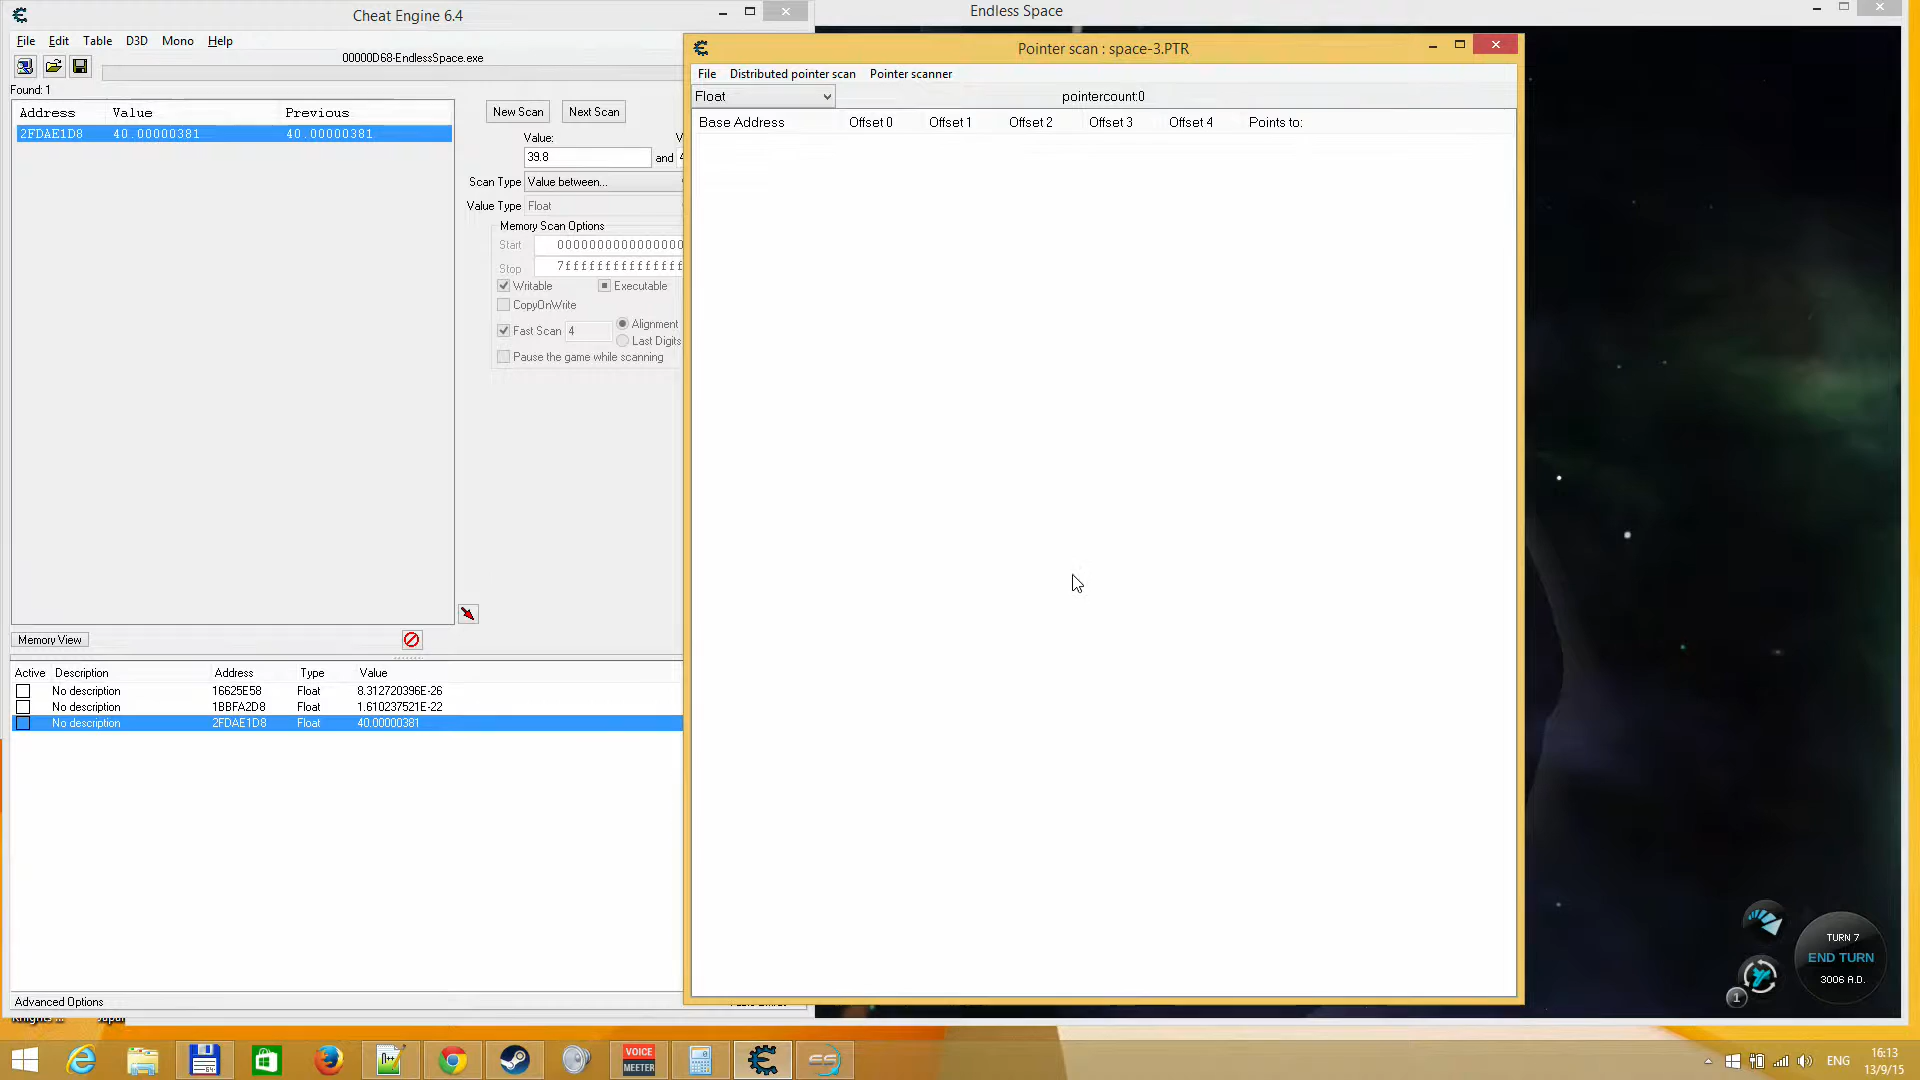 Cheat Engine 6.4
File Edit Table D3D Mono Help
00000D68-EndlessSpace.exe
Found: 1
Address Value Previous
2FDAE1D8 40.00000381 40.00000381
New Scan Next Scan
Value:
39.8 and 4
Scan Type Value between...
Value Type Float
Memory Scan Options
Start 0000000000000000
Stop 7fffffffffffffff
Writable Executable
CopyOnWrite
Fast Scan 4 Alignment
Last Digits
Pause the game while scanning
Memory View
Active Description Address Type Value
No description 16625E58 Float 8.312720396E-26
No description 1BBFA2D8 Float 1.610237521E-22
No description 2FDAE1D8 Float 40.00000381
Advanced Options
Endless Space
Pointer scan : space-3.PTR
File Distributed pointer scan Pointer scanner
Float pointercount:0
Base Address Offset 0 Offset 1 Offset 2 Offset 3 Offset 4 Points to:
TURN 7
END TURN
3006 A.D.
1
64
n++
VOICE
MEETER
ES
ENG
16:13
13/9/15